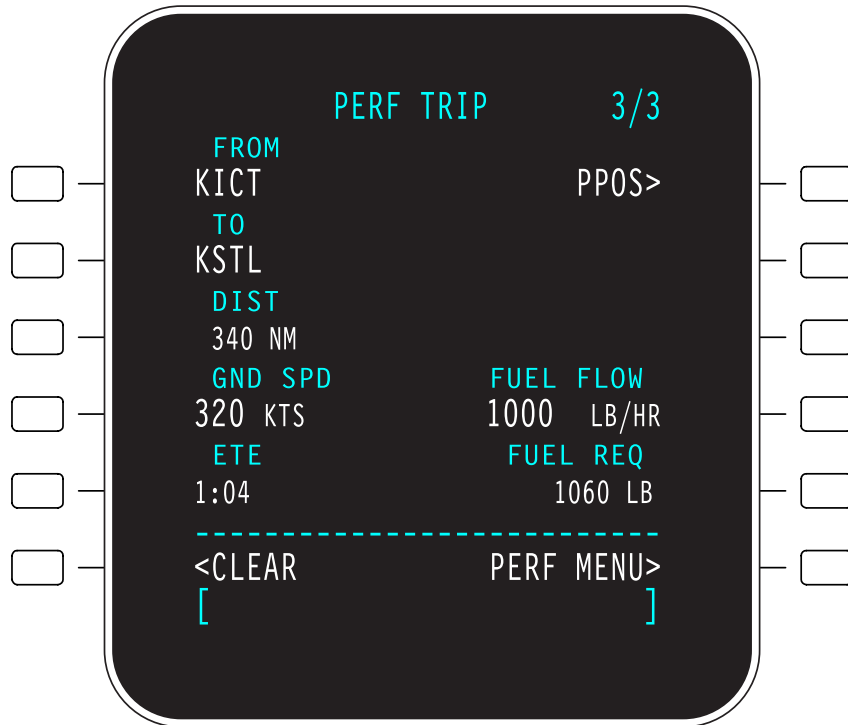 PERF TRIP 3/3
FROM
KICT PPOS>
TO
KSTL
DIST
340 NM
GND SPD FUEL FLOW
320 KTS 1000 LB/HR
ETE FUEL REQ
1:04 1060 LB
---------------------------
<CLEAR PERF MENU>
[ ]